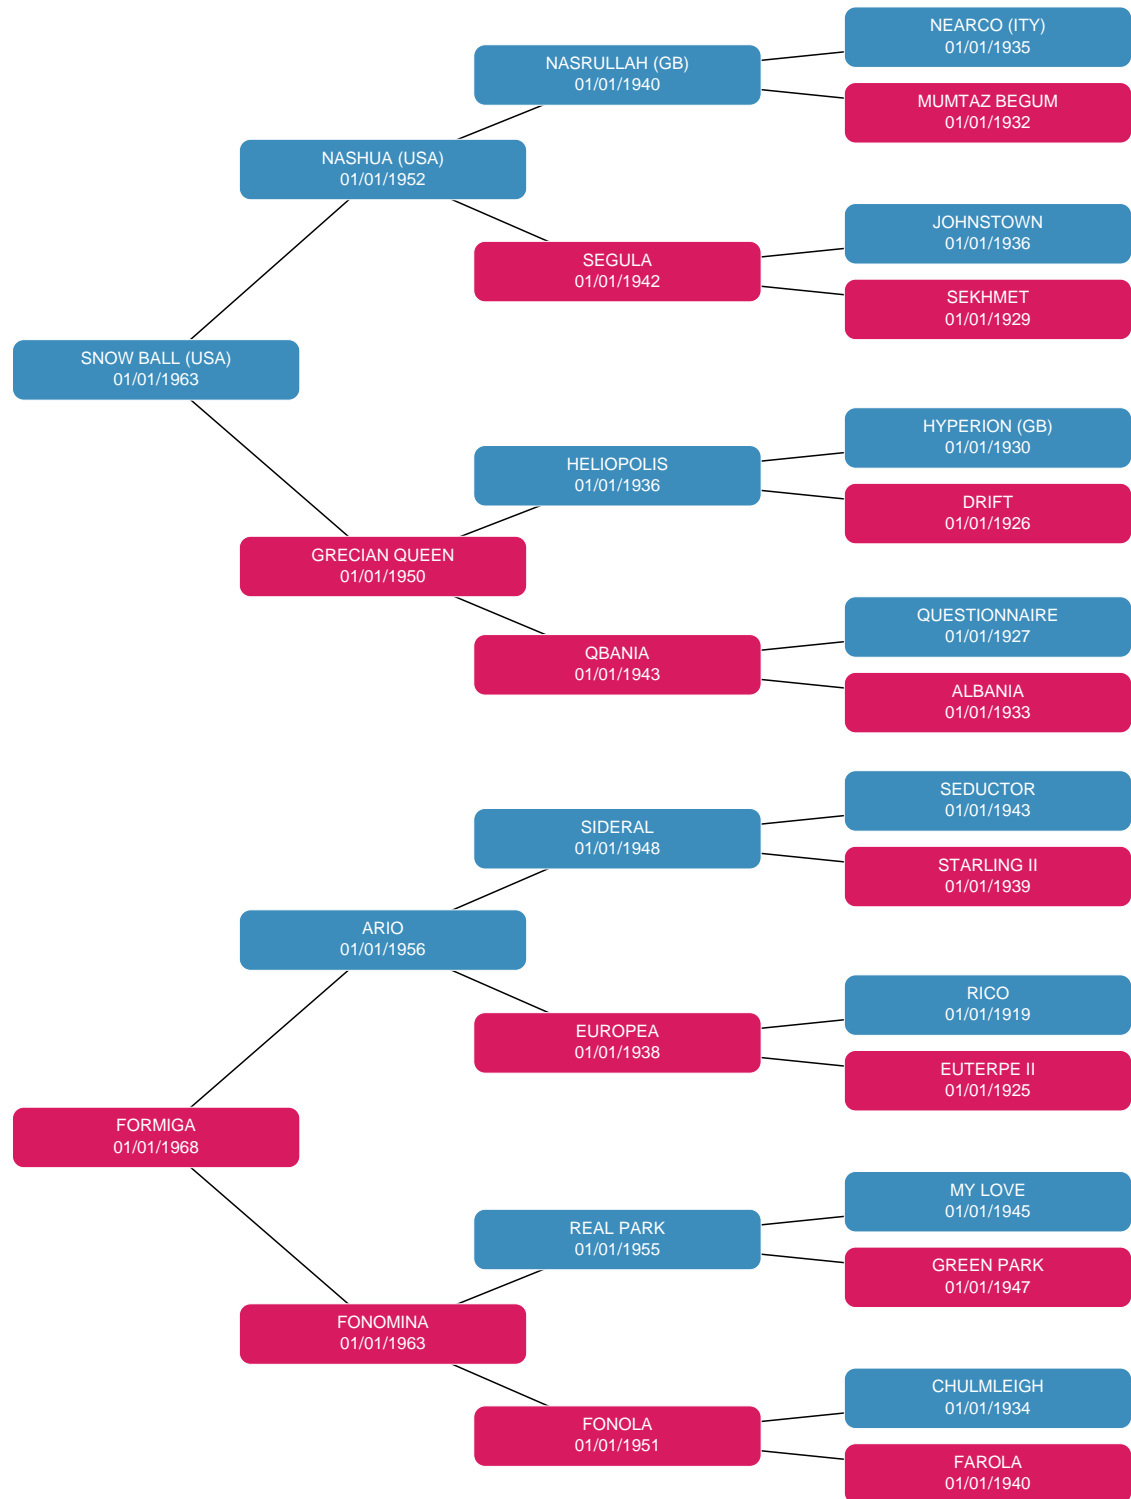 NEARCO (ITY)
01/01/1935
NASRULLAH (GB)
01/01/1940
MUMTAZ BEGUM
01/01/1932
NASHUA (USA)
01/01/1952
JOHNSTOWN
01/01/1936
SEGULA
01/01/1942
SEKHMET
01/01/1929
SNOW BALL (USA)
01/01/1963
HYPERION (GB)
01/01/1930
HELIOPOLIS
01/01/1936
DRIFT
01/01/1926
GRECIAN QUEEN
01/01/1950
QUESTIONNAIRE
01/01/1927
QBANIA
01/01/1943
ALBANIA
01/01/1933
SEDUCTOR
01/01/1943
SIDERAL
01/01/1948
STARLING II
01/01/1939
ARIO
01/01/1956
RICO
01/01/1919
EUROPEA
01/01/1938
EUTERPE II
01/01/1925
FORMIGA
01/01/1968
MY LOVE
01/01/1945
REAL PARK
01/01/1955
GREEN PARK
01/01/1947
FONOMINA
01/01/1963
CHULMLEIGH
01/01/1934
FONOLA
01/01/1951
FAROLA
01/01/1940